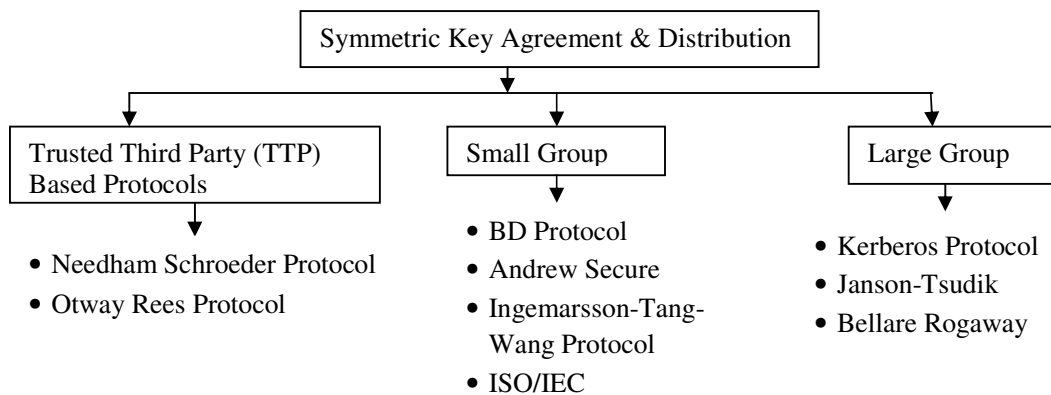 Symmetric Key Agreement & Distribution
Trusted Third Party (TTP)
Based Protocols
• Needham Schroeder Protocol
• Otway Rees Protocol
Small Group
• BD Protocol
• Andrew Secure
• Ingemarsson-Tang-
Wang Protocol
• ISO/IEC
Large Group
• Kerberos Protocol
• Janson-Tsudik
• Bellare Rogaway